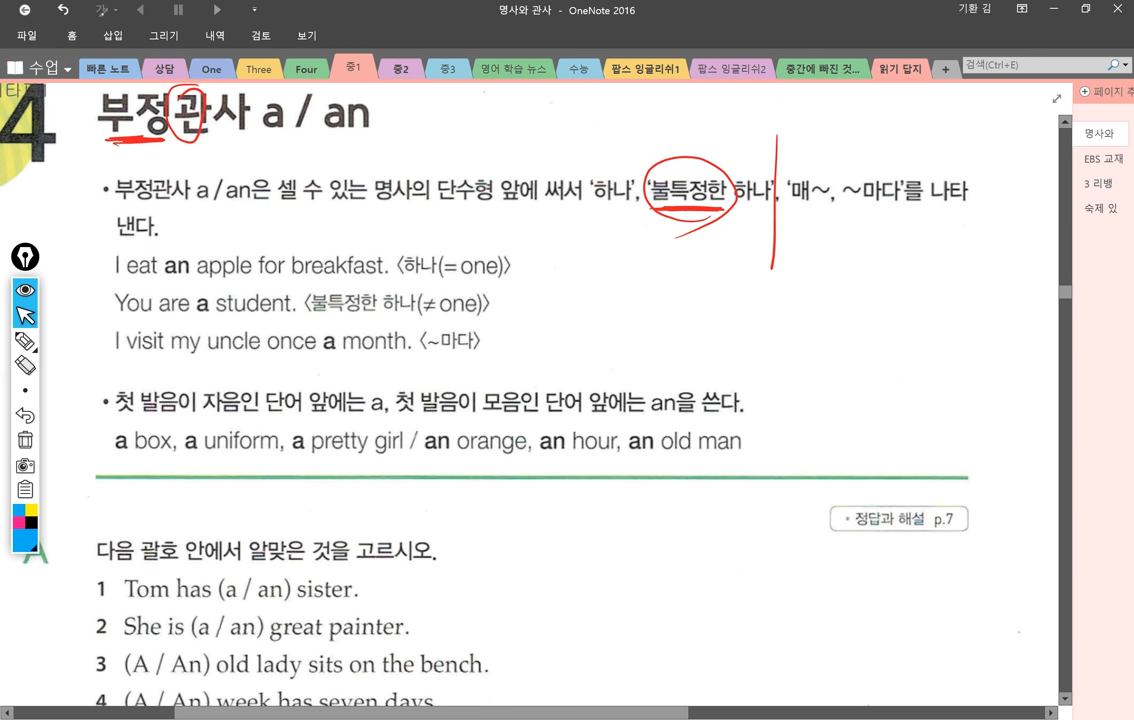 명사와 관사 - OneNote 2016
기환 김
파일 홈 삽입 그리기 내역 검토 보기
수업 빠른 노트 상담 One Three Four 중1 중2 중3 영어 학습 뉴스 수능 팝스 잉글리쉬1 팝스 잉글리쉬2 중간에 빠진 것... 읽기 답지 + 검색(Ctrl+E)
페이지 추
명사와
EBS 교재
3 리뱅
숙제 있
4 부정관사 a / an
• 부정관사 a / an은 셀 수 있는 명사의 단수형 앞에 써서 ‘하나’, ‘불특정한 하나’, ‘매~, ~마다’를 나타
낸다.
I eat an apple for breakfast. 〈하나(= one)〉
You are a student. 〈불특정한 하나(≠ one)〉
I visit my uncle once a month. 〈~마다〉
• 첫 발음이 자음인 단어 앞에는 a, 첫 발음이 모음인 단어 앞에는 an을 쓴다.
a box, a uniform, a pretty girl / an orange, an hour, an old man
• 정답과 해설 p.7
A 다음 괄호 안에서 알맞은 것을 고르시오.
1 Tom has (a / an) sister.
2 She is (a / an) great painter.
3 (A / An) old lady sits on the bench.
4 (A / An) week has seven days.